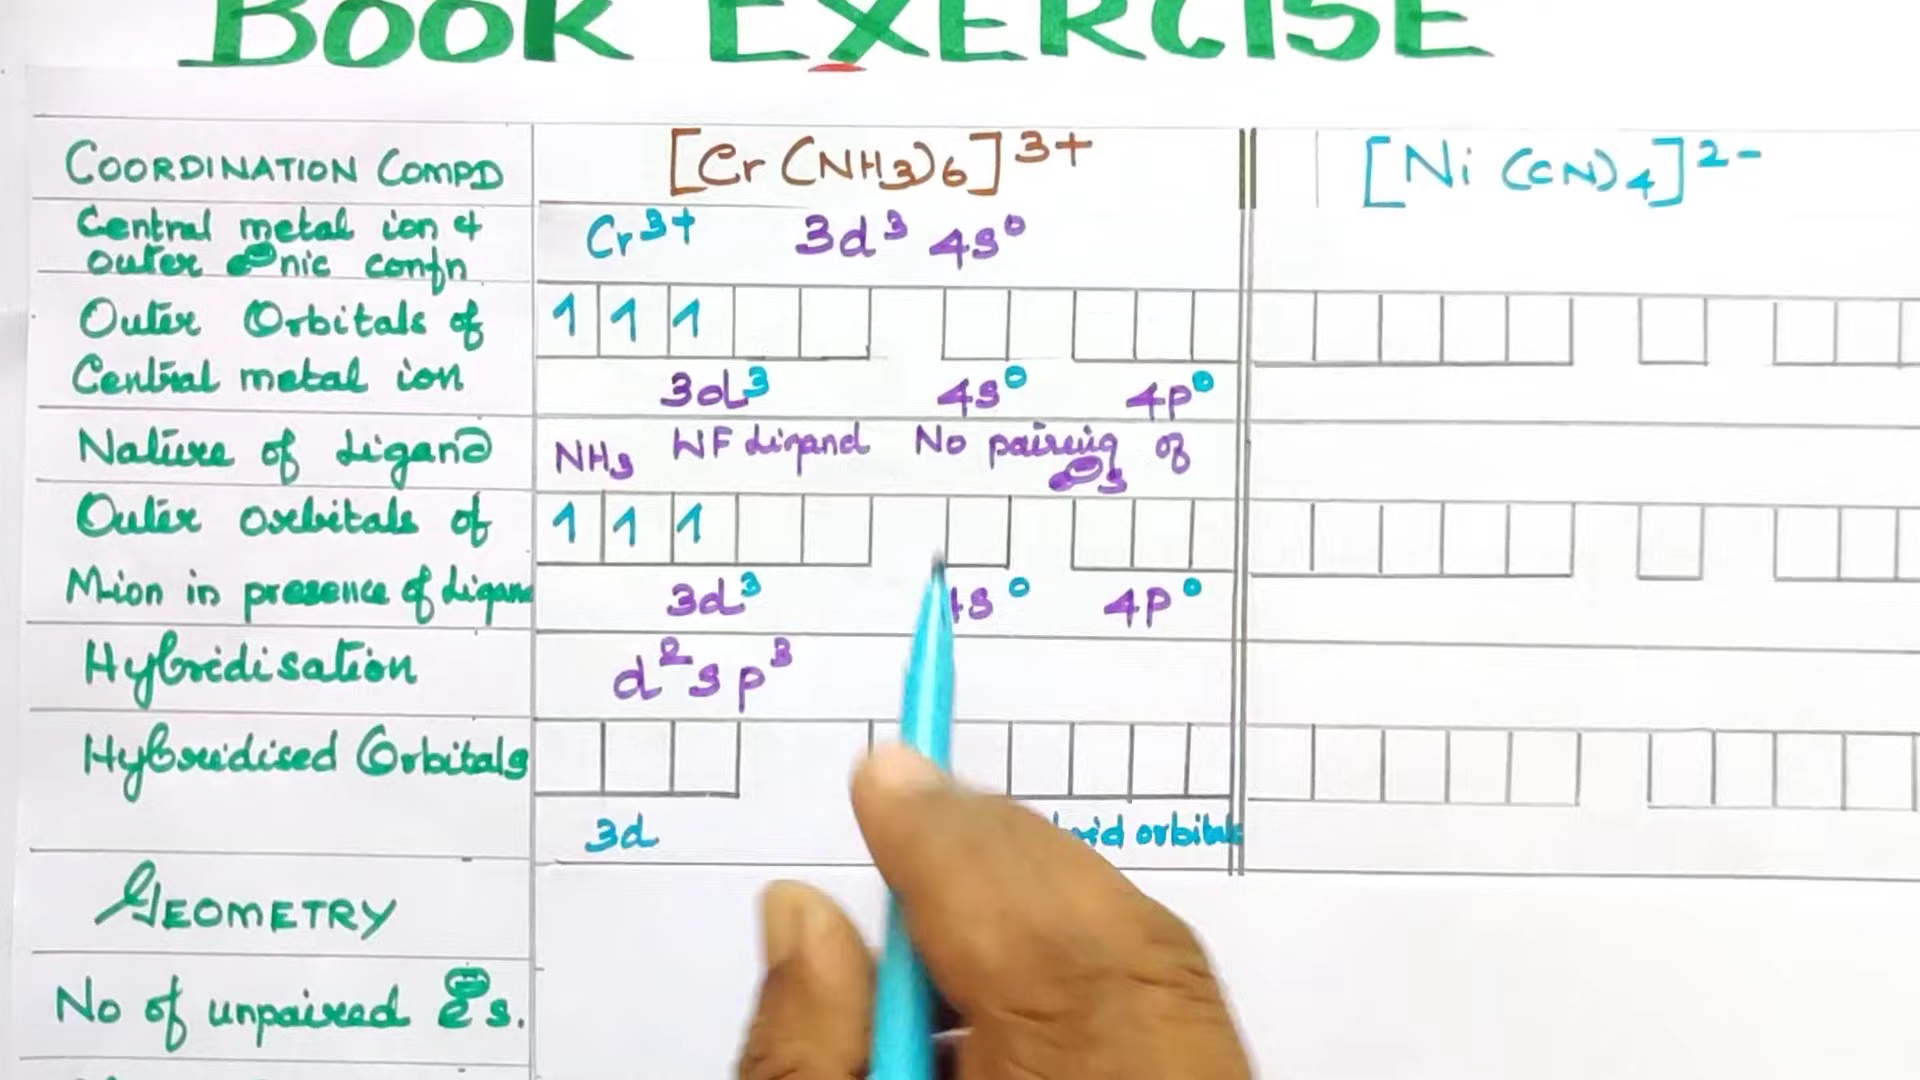 BOOK EXERCISE
COORDINATION COMPD
[Cr (NH3)6]3+
[Ni (CN)4]2-
Central metal ion &
outer nic confn
Cr3+ 3d3 4s0
Outer Orbitals of
Central metal ion
1 1 1
3d3 4s0 4p0
Nature of Ligand
NH3 WF Ligand No pairing of
es
Outer orbitals of
M-ion in presence of Ligand
1 1 1
3d3 4s0 4p0
Hybridisation
d2sp3
Hybridised Orbitals
3d
orbitals
GEOMETRY
No of unpaired es.